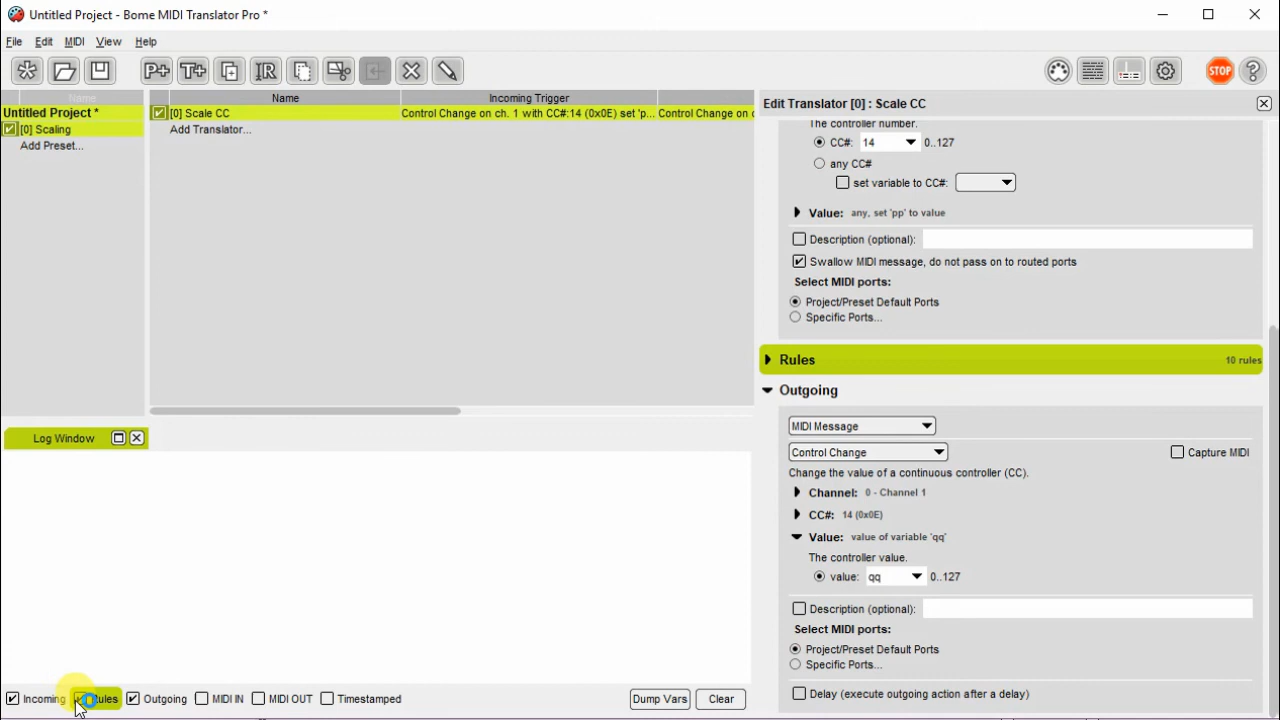 Untitled Project - Bome MIDI Translator Pro *
File Edit MIDI View Help
P+ T+ IR STOP ?
Name
Untitled Project *
[0] Scaling
Add Preset...
Name Incoming Trigger
[0] Scale CC Control Change on ch. 1 with CC#:14 (0x0E) set 'p... Control Change on c
Add Translator...
Edit Translator [0] : Scale CC
The controller number.
CC#: 14 0..127
any CC#
set variable to CC#:
Value: any, set 'pp' to value
Description (optional):
Swallow MIDI message, do not pass on to routed ports
Select MIDI ports:
Project/Preset Default Ports
Specific Ports...
Rules 10 rules
Outgoing
MIDI Message
Control Change Capture MIDI
Change the value of a continuous controller (CC).
Channel: 0 - Channel 1
CC#: 14 (0x0E)
Value: value of variable 'qq'
The controller value.
value: qq 0..127
Description (optional):
Select MIDI ports:
Project/Preset Default Ports
Specific Ports...
Delay (execute outgoing action after a delay)
Log Window
Incoming Rules Outgoing MIDI IN MIDI OUT Timestamped Dump Vars Clear